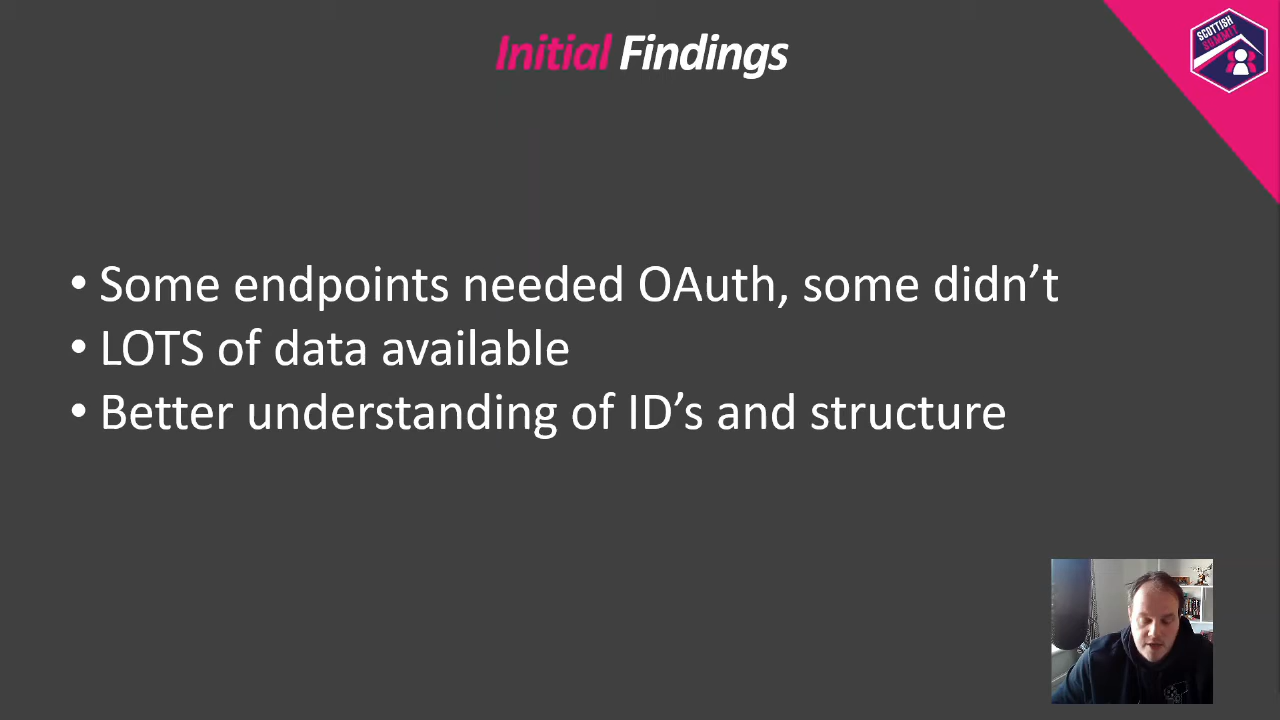 Initial Findings
SCOTTISH
SUMMIT
• Some endpoints needed OAuth, some didn’t
• LOTS of data available
• Better understanding of ID’s and structure